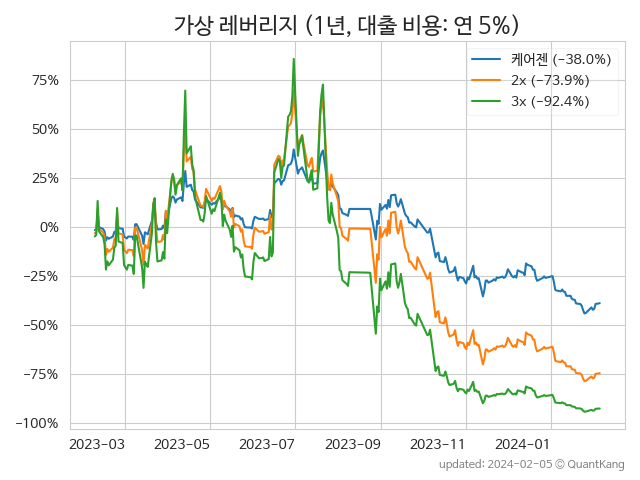 가상 레버리지 (1년, 대출 비용: 연 5%)
케어젠 (−38.0%)
2x (−73.9%)
3x (−92.4%)
75%
50%
25%
0%
−25%
−50%
−75%
−100%
2023-03 2023-05 2023-07 2023-09 2023-11 2024-01
updated: 2024-02-05 © QuantKang